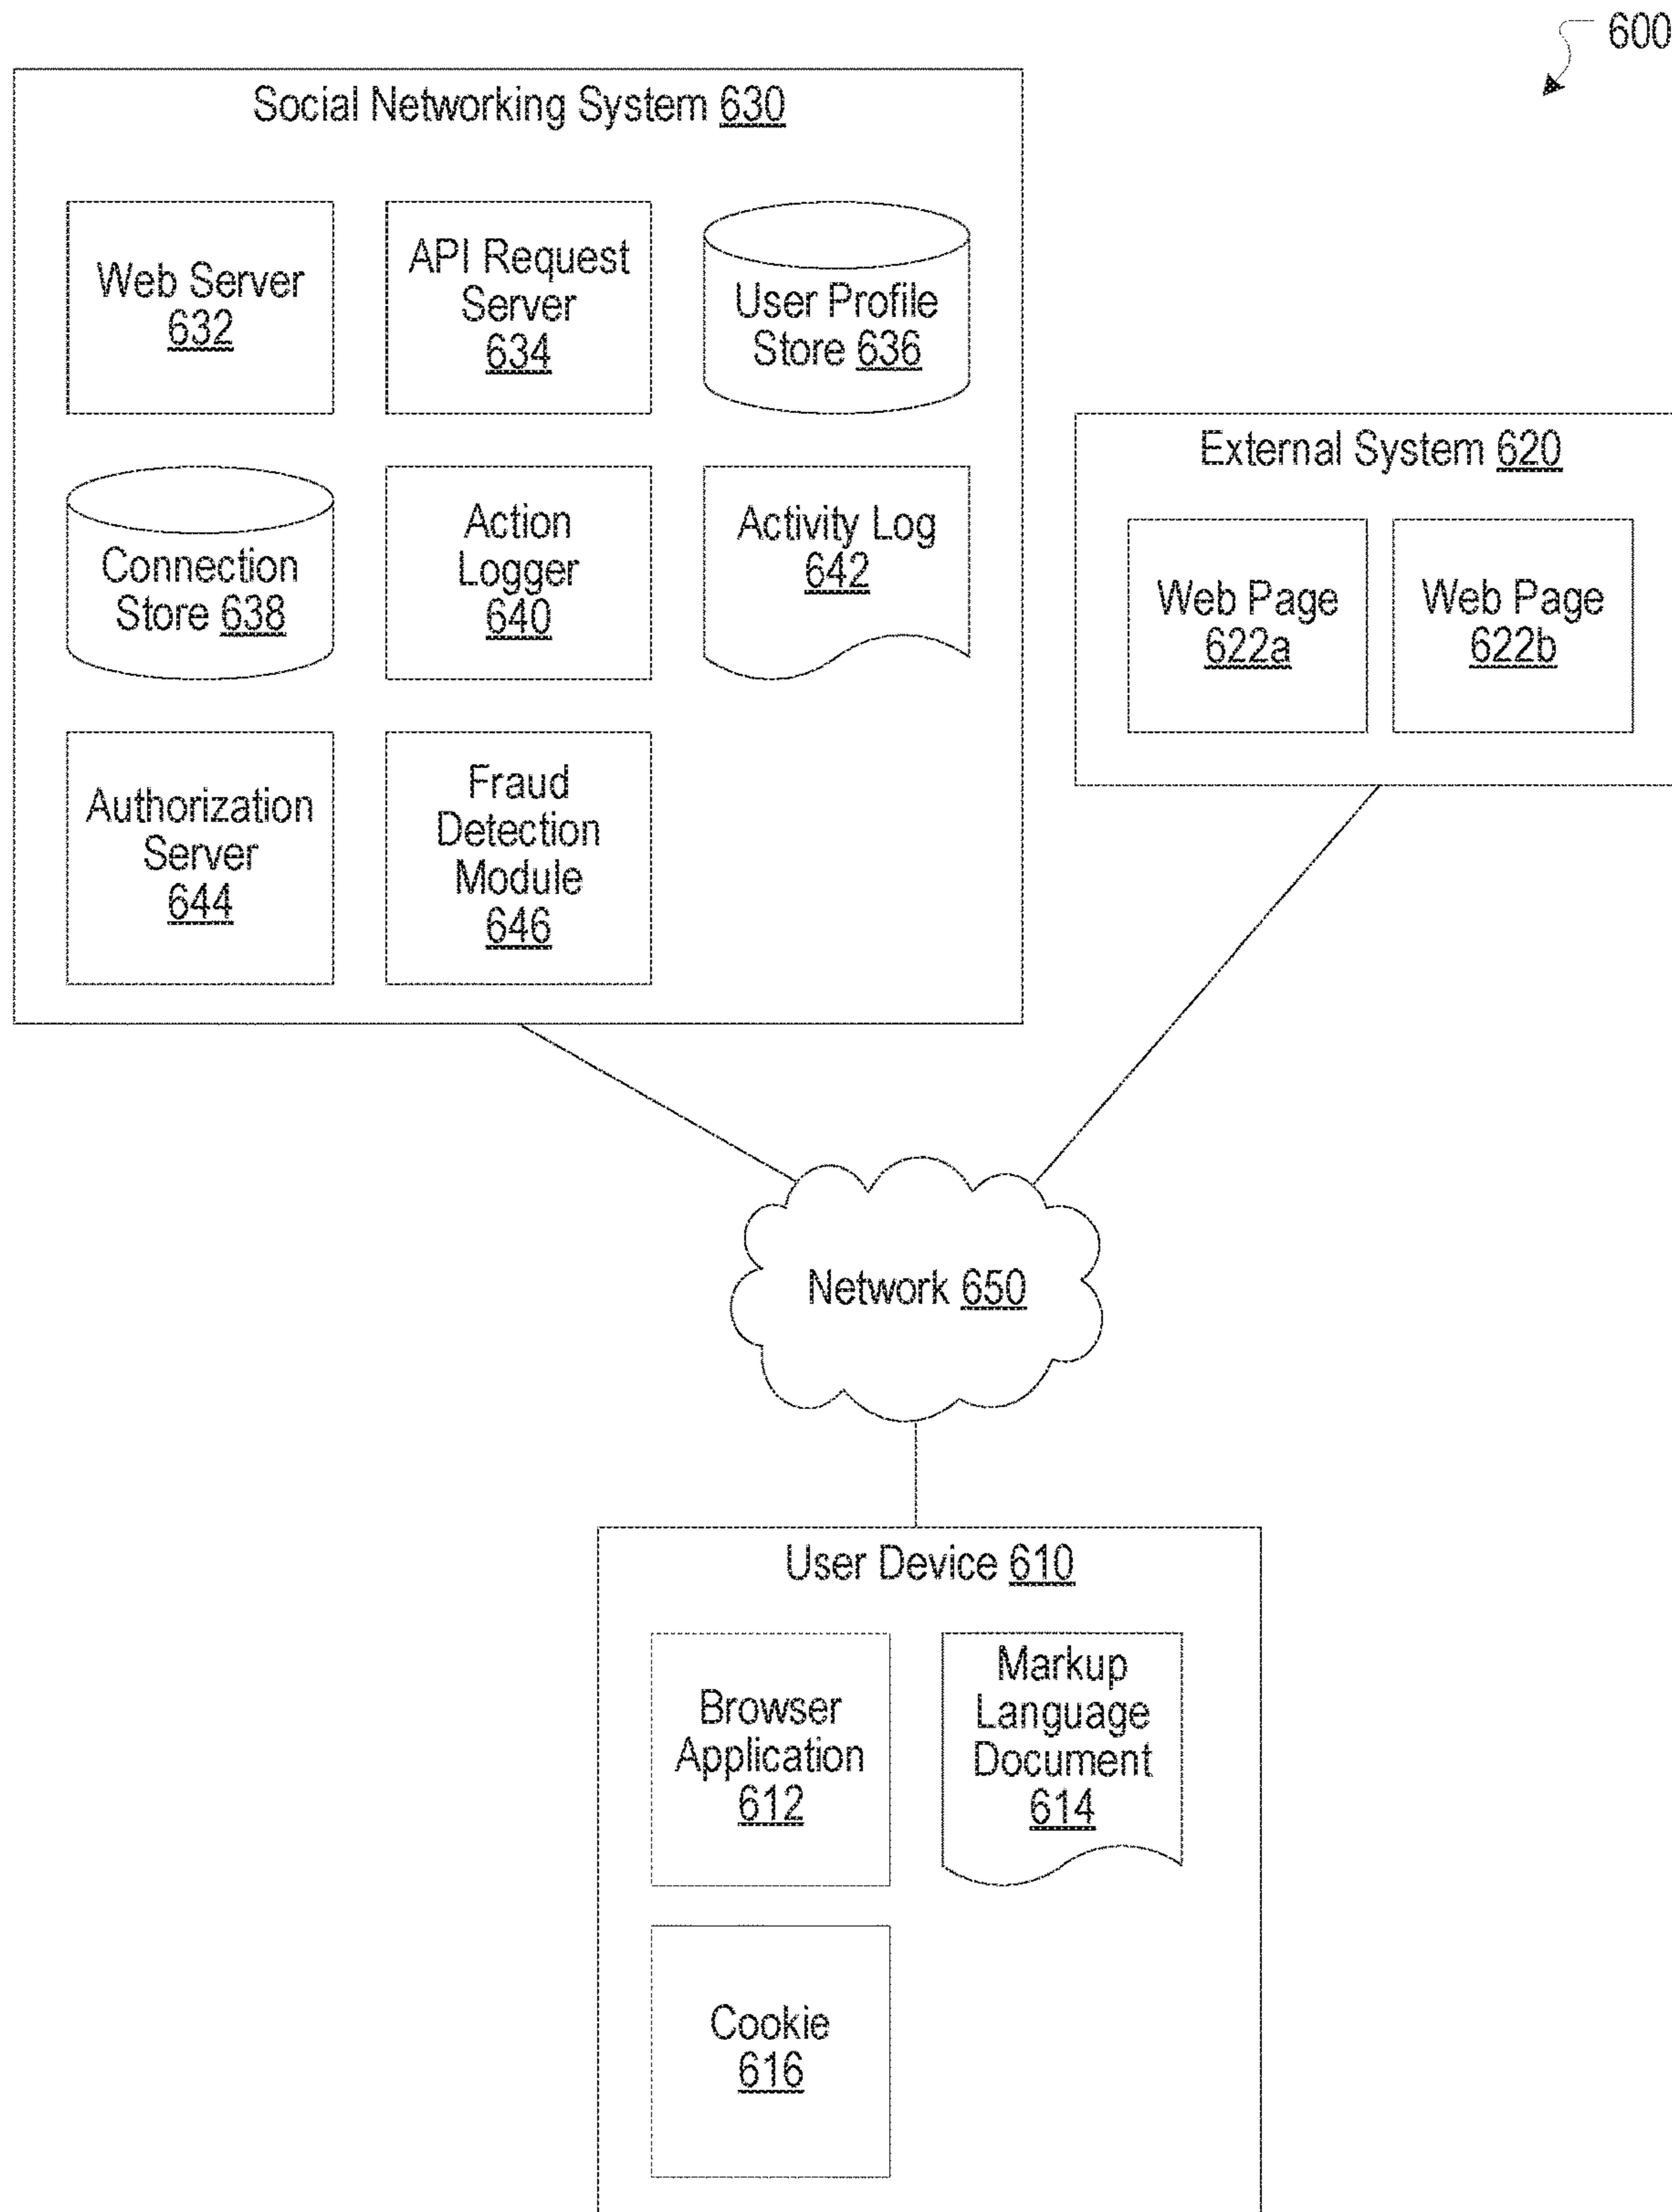 600
Social Networking System 630
Web Server
632
API Request
Server
634
User Profile
Store 636
Connection
Store 638
Action
Logger
640
Activity Log
642
Authorization
Server
644
Fraud
Detection
Module
646
External System 620
Web Page
622a
Web Page
622b
Network 650
User Device 610
Browser
Application
612
Markup
Language
Document
614
Cookie
616